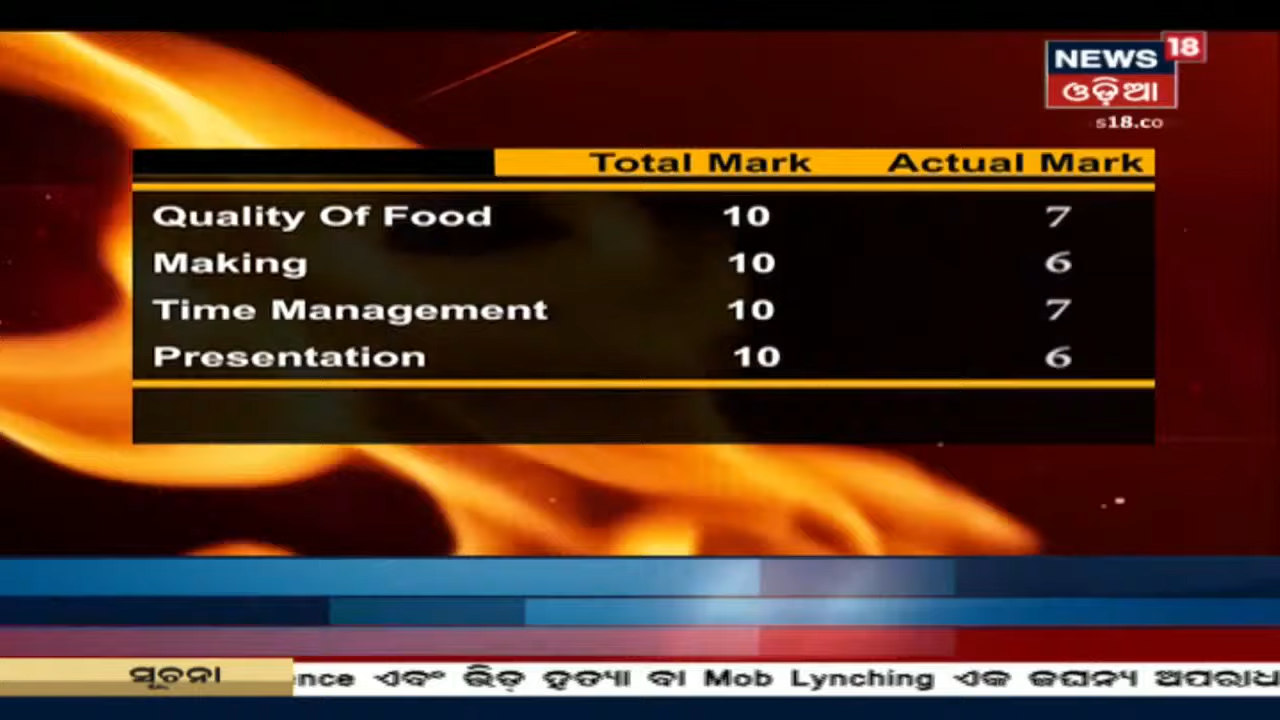 NEWS 18
ଓଡ଼ିଆ
s18.co
Total Mark Actual Mark
Quality Of Food 10 7
Making 10 6
Time Management 10 7
Presentation 10 6
ସୂଚନା nce ଏବଂ ଭିଡ଼ ହତ୍ୟା ବା Mob Lynching ଏକ ଜଘନ୍ୟ ଅପରାଧ